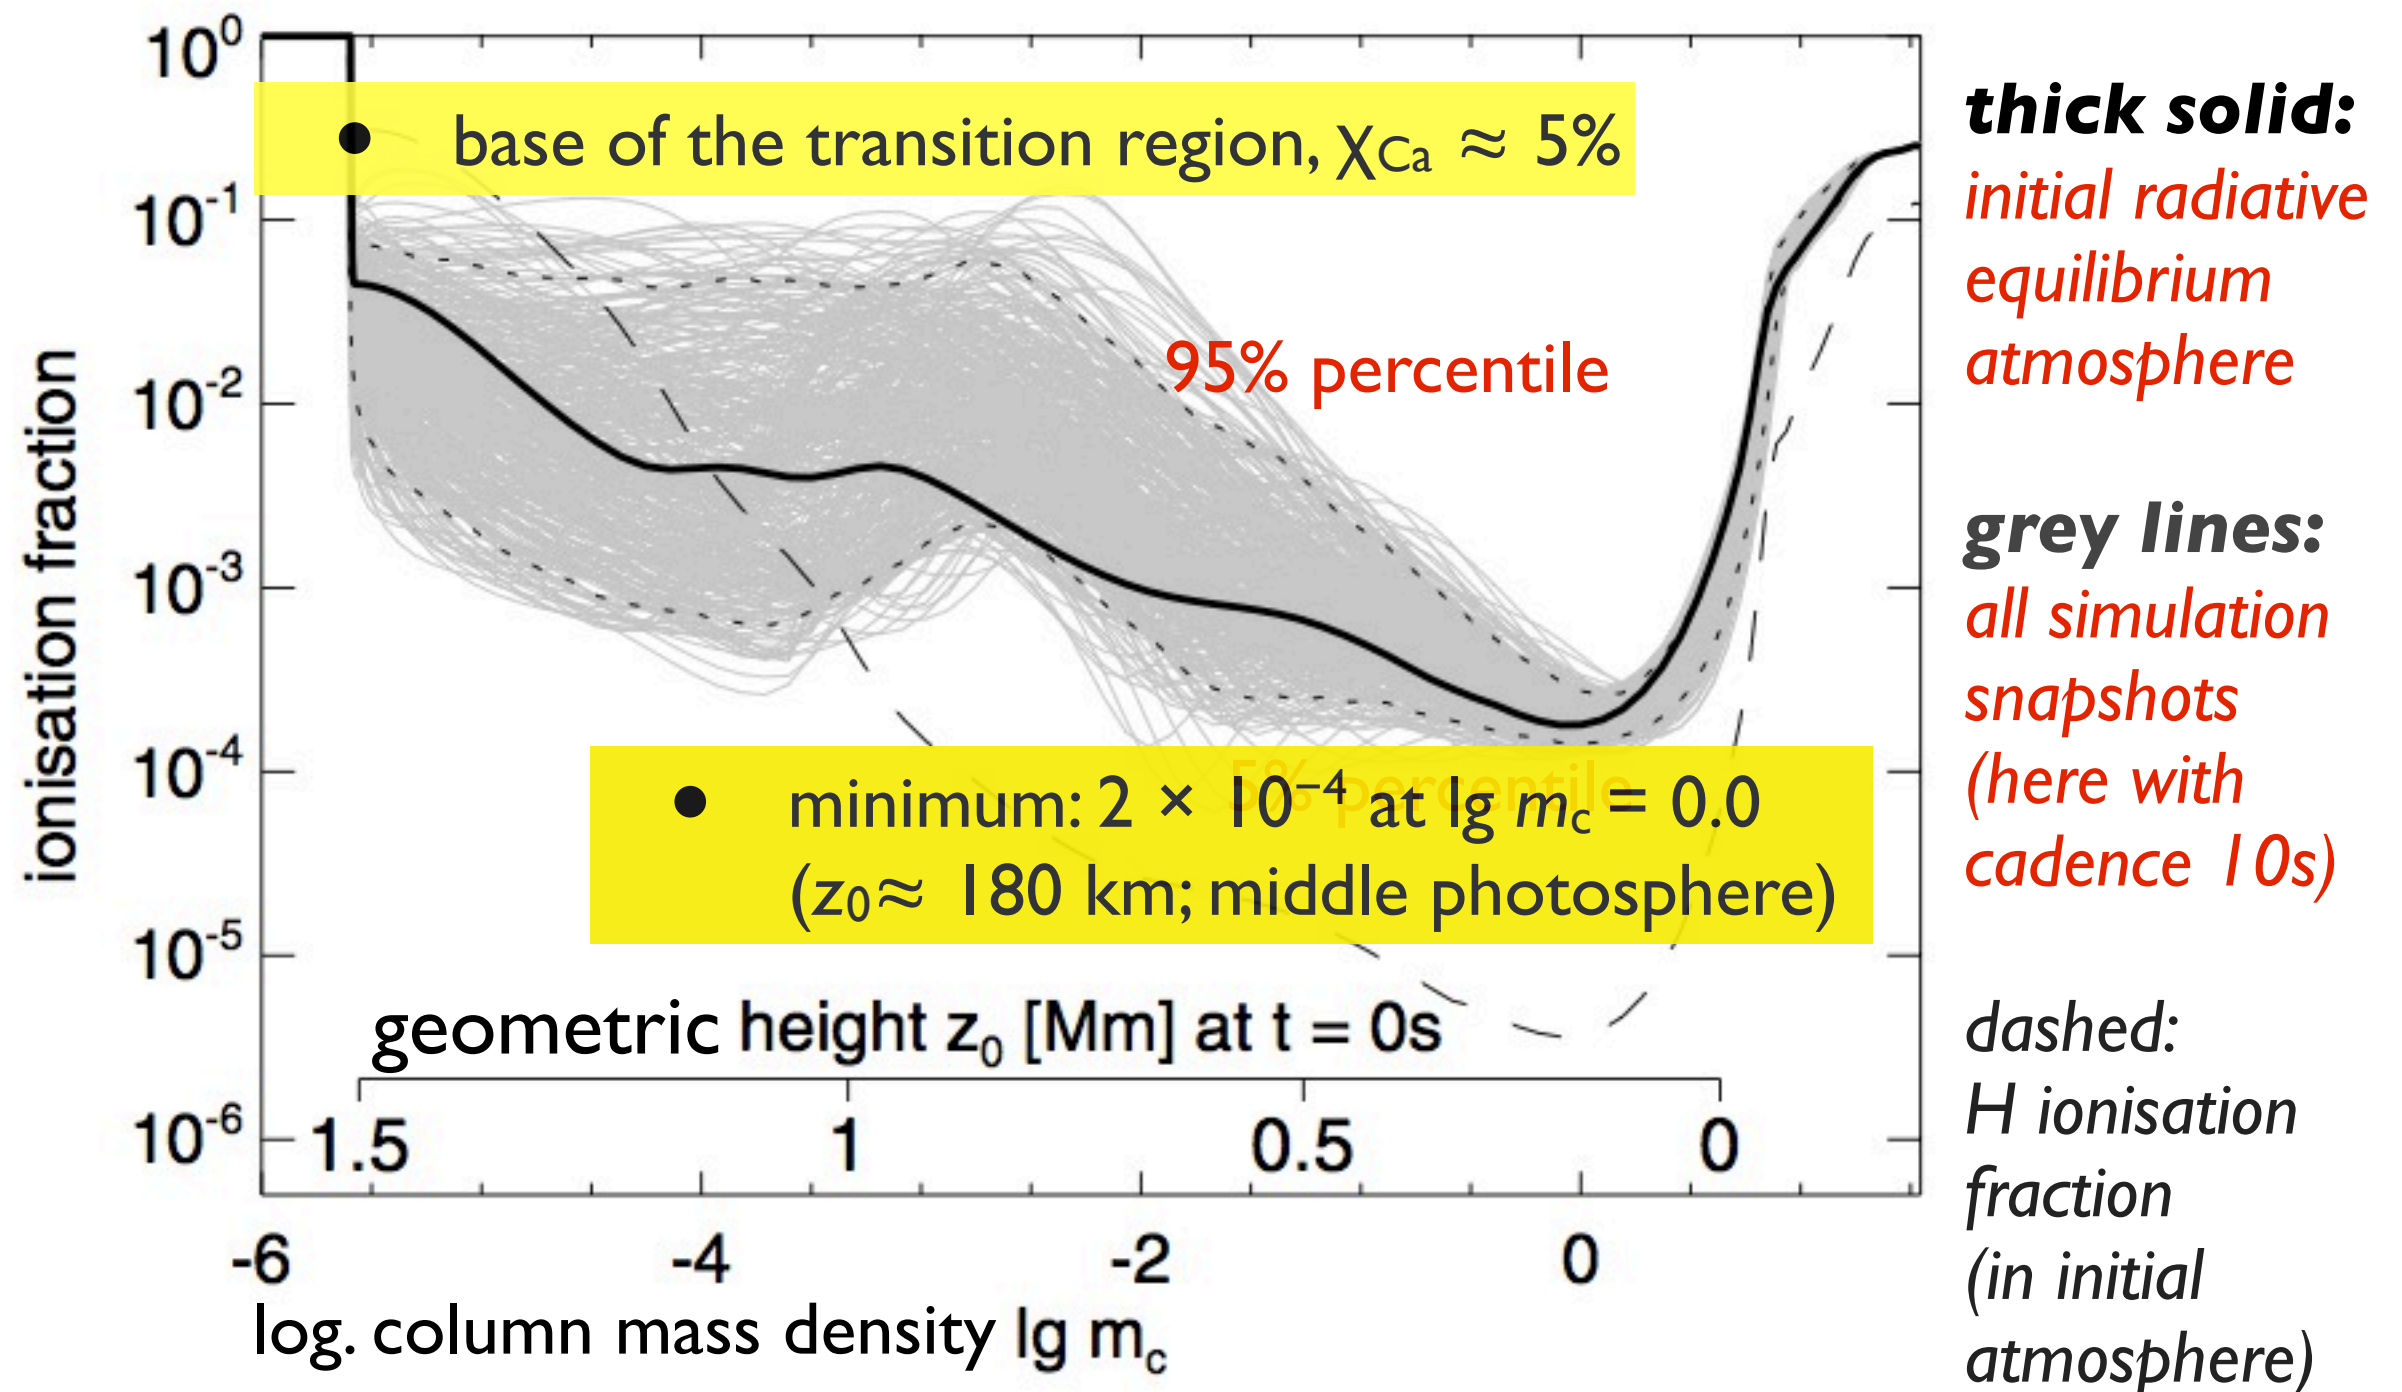 10⁰
10⁻¹
10⁻²
10⁻³
10⁻⁴
10⁻⁵
10⁻⁶
ionisation fraction
• base of the transition region, χCa ≈ 5%
95% percentile
5% percentile
• minimum: 2 × 10⁻⁴ at lg mc = 0.0
(z0≈ 180 km; middle photosphere)
geometric height z₀ [Mm] at t = 0s
1.5 1 0.5 0
-6 -4 -2 0
log. column mass density lg mc
thick solid:
initial radiative
equilibrium
atmosphere
grey lines:
all simulation
snapshots
(here with
cadence 10s)
dashed:
H ionisation
fraction
(in initial
atmosphere)